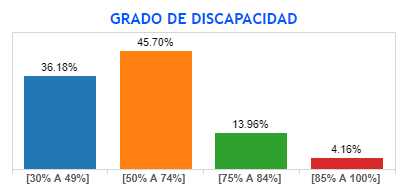 GRADO DE DISCAPACIDAD
45.70%
36.18%
13.96%
4.16%
[30% A 49%] [50% A 74%] [75% A 84%] [85% A 100%]